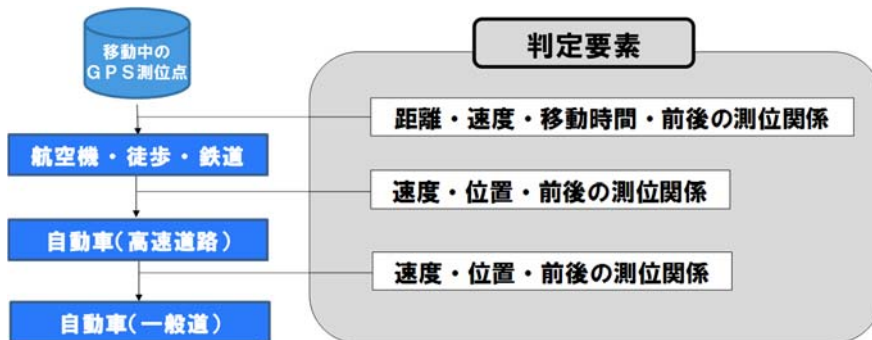 移動中の
ＧＰＳ測位点
判定要素
距離・速度・移動時間・前後の測位関係
航空機・徒歩・鉄道
速度・位置・前後の測位関係
自動車(高速道路)
速度・位置・前後の測位関係
自動車(一般道)